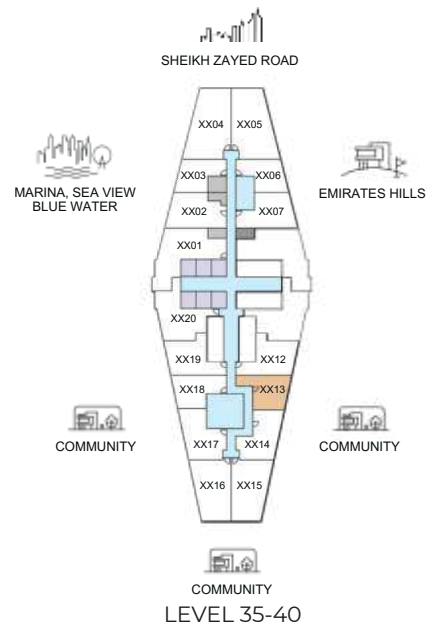 SHEIKH ZAYED ROAD
XX04 XX05
MARINA, SEA VIEW
BLUE WATER
EMIRATES HILLS
XX03 XX06
XX02 XX07
XX01
XX20
XX19 XX12
XX18 XX13
COMMUNITY
COMMUNITY
XX17 XX14
XX16 XX15
COMMUNITY
LEVEL 35-40